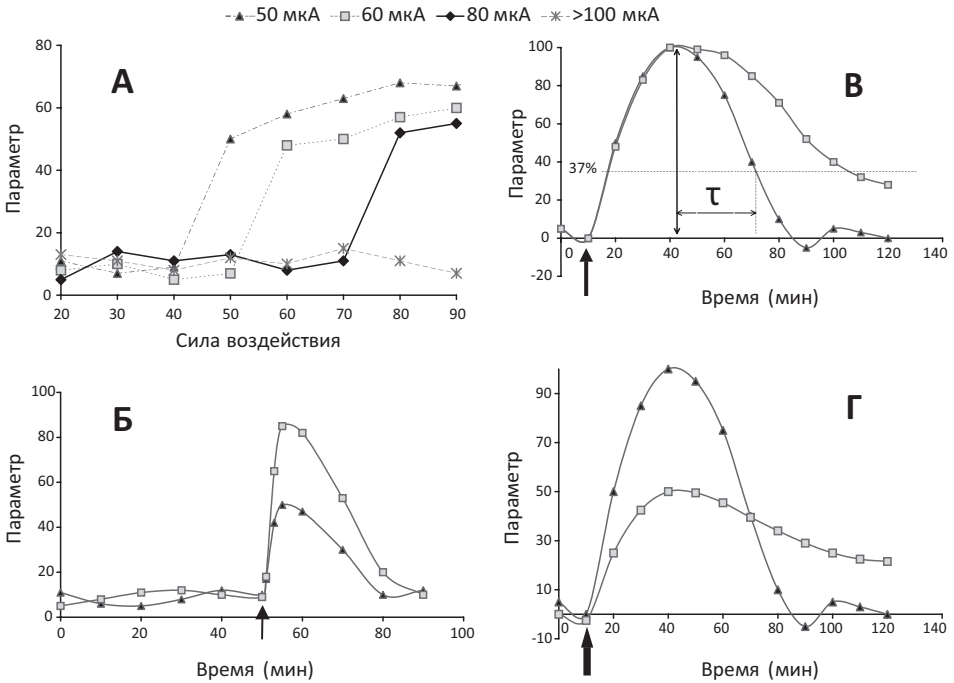 50 мкА 60 мкА 80 мкА >100 мкА
А
80
60
40
20
0
Параметр
20 30 40 50 60 70 80 90
Сила воздействия
В
100
80
60
40
20
0
-20
37%
τ
Параметр
0 20 40 60 80 100 120 140
Время (мин)
Б
100
80
60
40
20
0
Параметр
0 20 40 60 80 100
Время (мин)
Г
90
70
50
30
10
-10
Параметр
0 20 40 60 80 100 120 140
Время (мин)